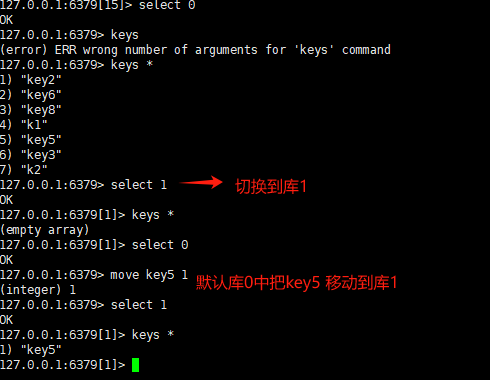 127.0.0.1:6379[15]> select 0
OK
127.0.0.1:6379> keys
(error) ERR wrong number of arguments for 'keys' command
127.0.0.1:6379> keys *
1) "key2"
2) "key6"
3) "key8"
4) "k1"
5) "key5"
6) "key3"
7) "k2"
127.0.0.1:6379> select 1 切换到库1
OK
127.0.0.1:6379[1]> keys *
(empty array)
127.0.0.1:6379[1]> select 0
OK
127.0.0.1:6379> move key5 1 默认库0中把key5 移动到库1
(integer) 1
127.0.0.1:6379> select 1
OK
127.0.0.1:6379[1]> keys *
1) "key5"
127.0.0.1:6379[1]>